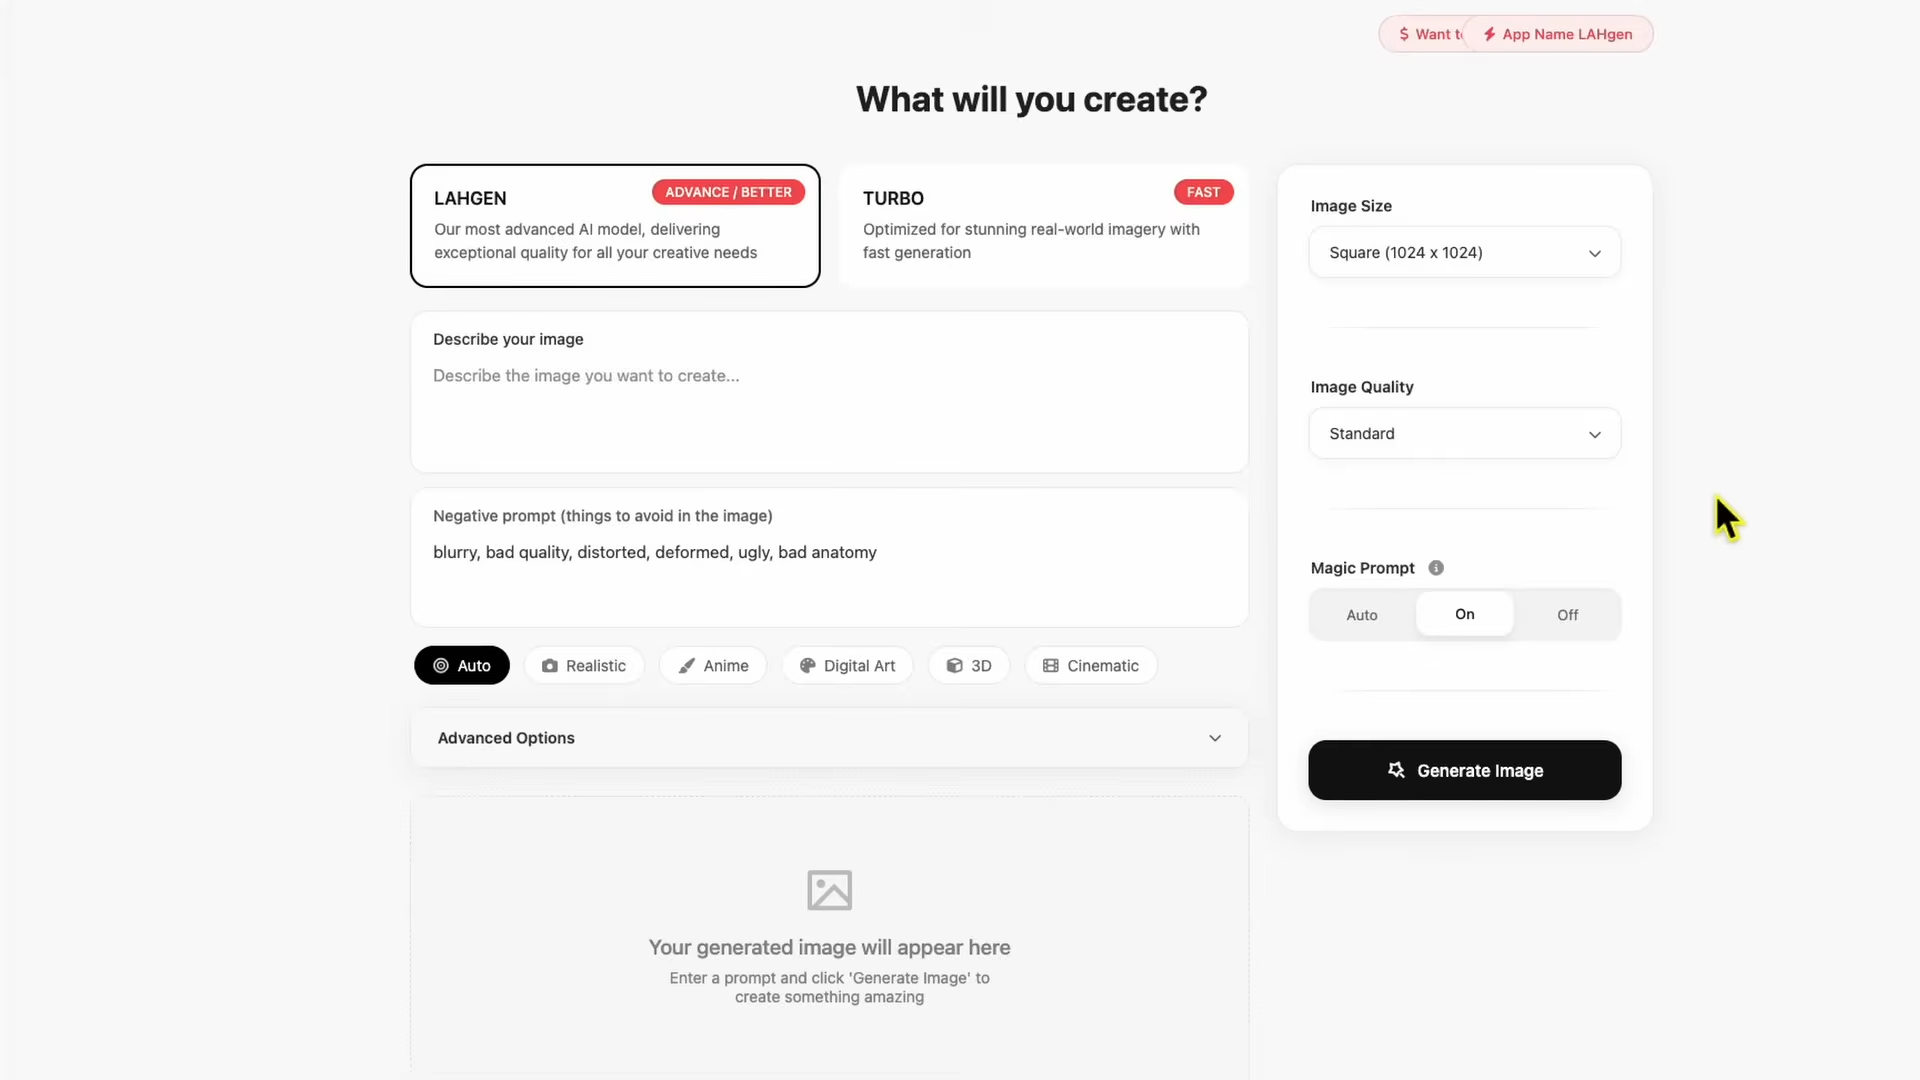 $ Want
App Name LAHgen
What will you create?
LAHGEN
ADVANCE / BETTER
Our most advanced AI model, delivering
exceptional quality for all your creative needs
TURBO
FAST
Optimized for stunning real-world imagery with
fast generation
Describe your image
Describe the image you want to create...
Negative prompt (things to avoid in the image)
blurry, bad quality, distorted, deformed, ugly, bad anatomy
Auto
Realistic
Anime
Digital Art
3D
Cinematic
Advanced Options
Your generated image will appear here
Enter a prompt and click 'Generate Image' to
create something amazing
Image Size
Square (1024 x 1024)
Image Quality
Standard
Magic Prompt
Auto
On
Off
Generate Image